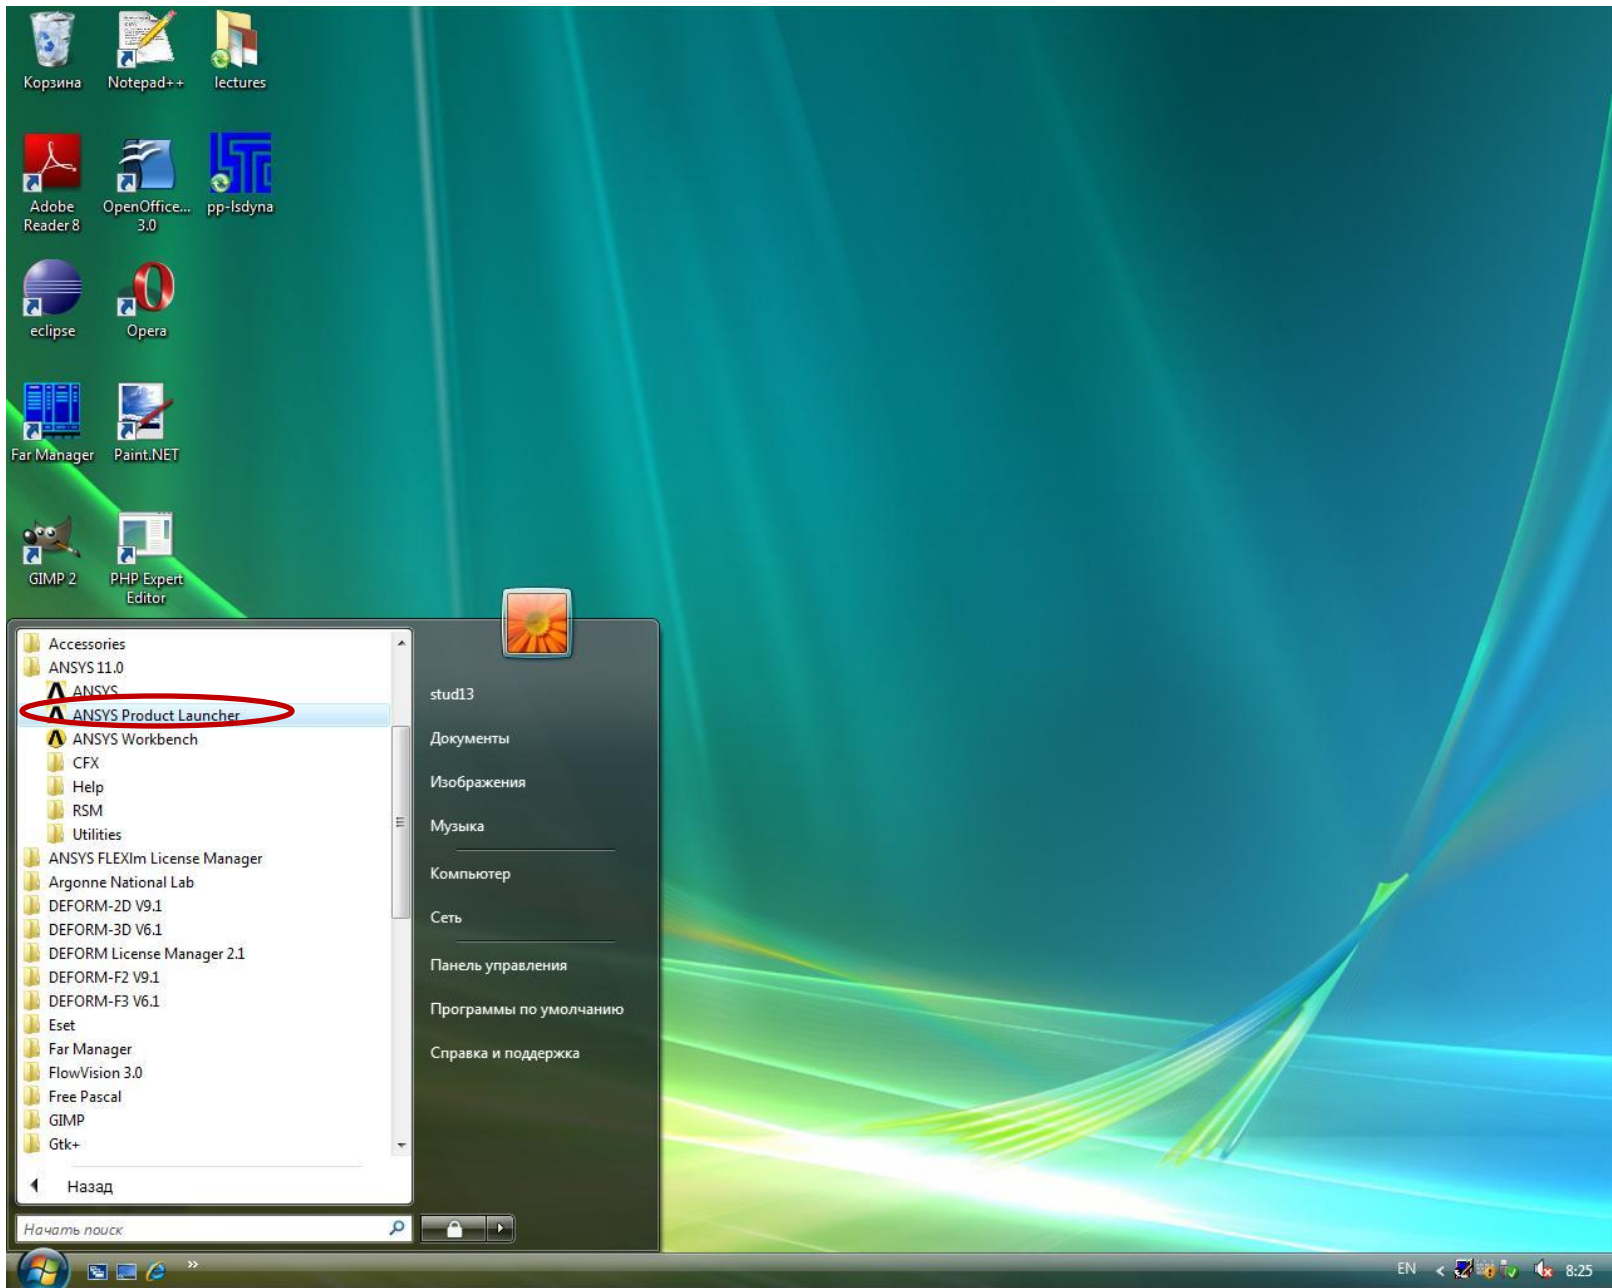 Корзина
Notepad++
lectures
Adobe
Reader 8
OpenOffice...
3.0
pp-lsdyna
eclipse
Opera
Far Manager
Paint.NET
GIMP 2
PHP Expert
Editor
Accessories
ANSYS 11.0
ANSYS
ANSYS Product Launcher
ANSYS Workbench
CFX
Help
RSM
Utilities
ANSYS FLEXlm License Manager
Argonne National Lab
DEFORM-2D V9.1
DEFORM-3D V6.1
DEFORM License Manager 2.1
DEFORM-F2 V9.1
DEFORM-F3 V6.1
Eset
Far Manager
FlowVision 3.0
Free Pascal
GIMP
Gtk+
Назад
Начать поиск
stud13
Документы
Изображения
Музыка
Компьютер
Сеть
Панель управления
Программы по умолчанию
Справка и поддержка
EN
8:25